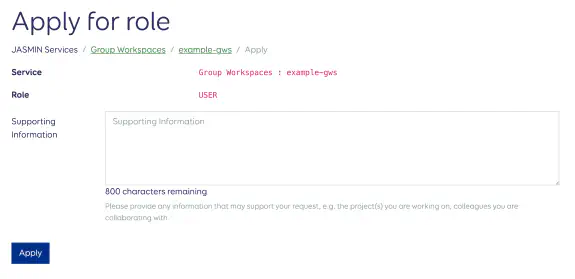 Apply for role
JASMIN Services / Group Workspaces / example-gws / Apply
Service Group Workspaces : example-gws
Role USER
Supporting Information
Supporting Information
800 characters remaining
Please provide any information that may support your request, e.g. the project(s) you are working on, colleagues you are
collaborating with.
Apply